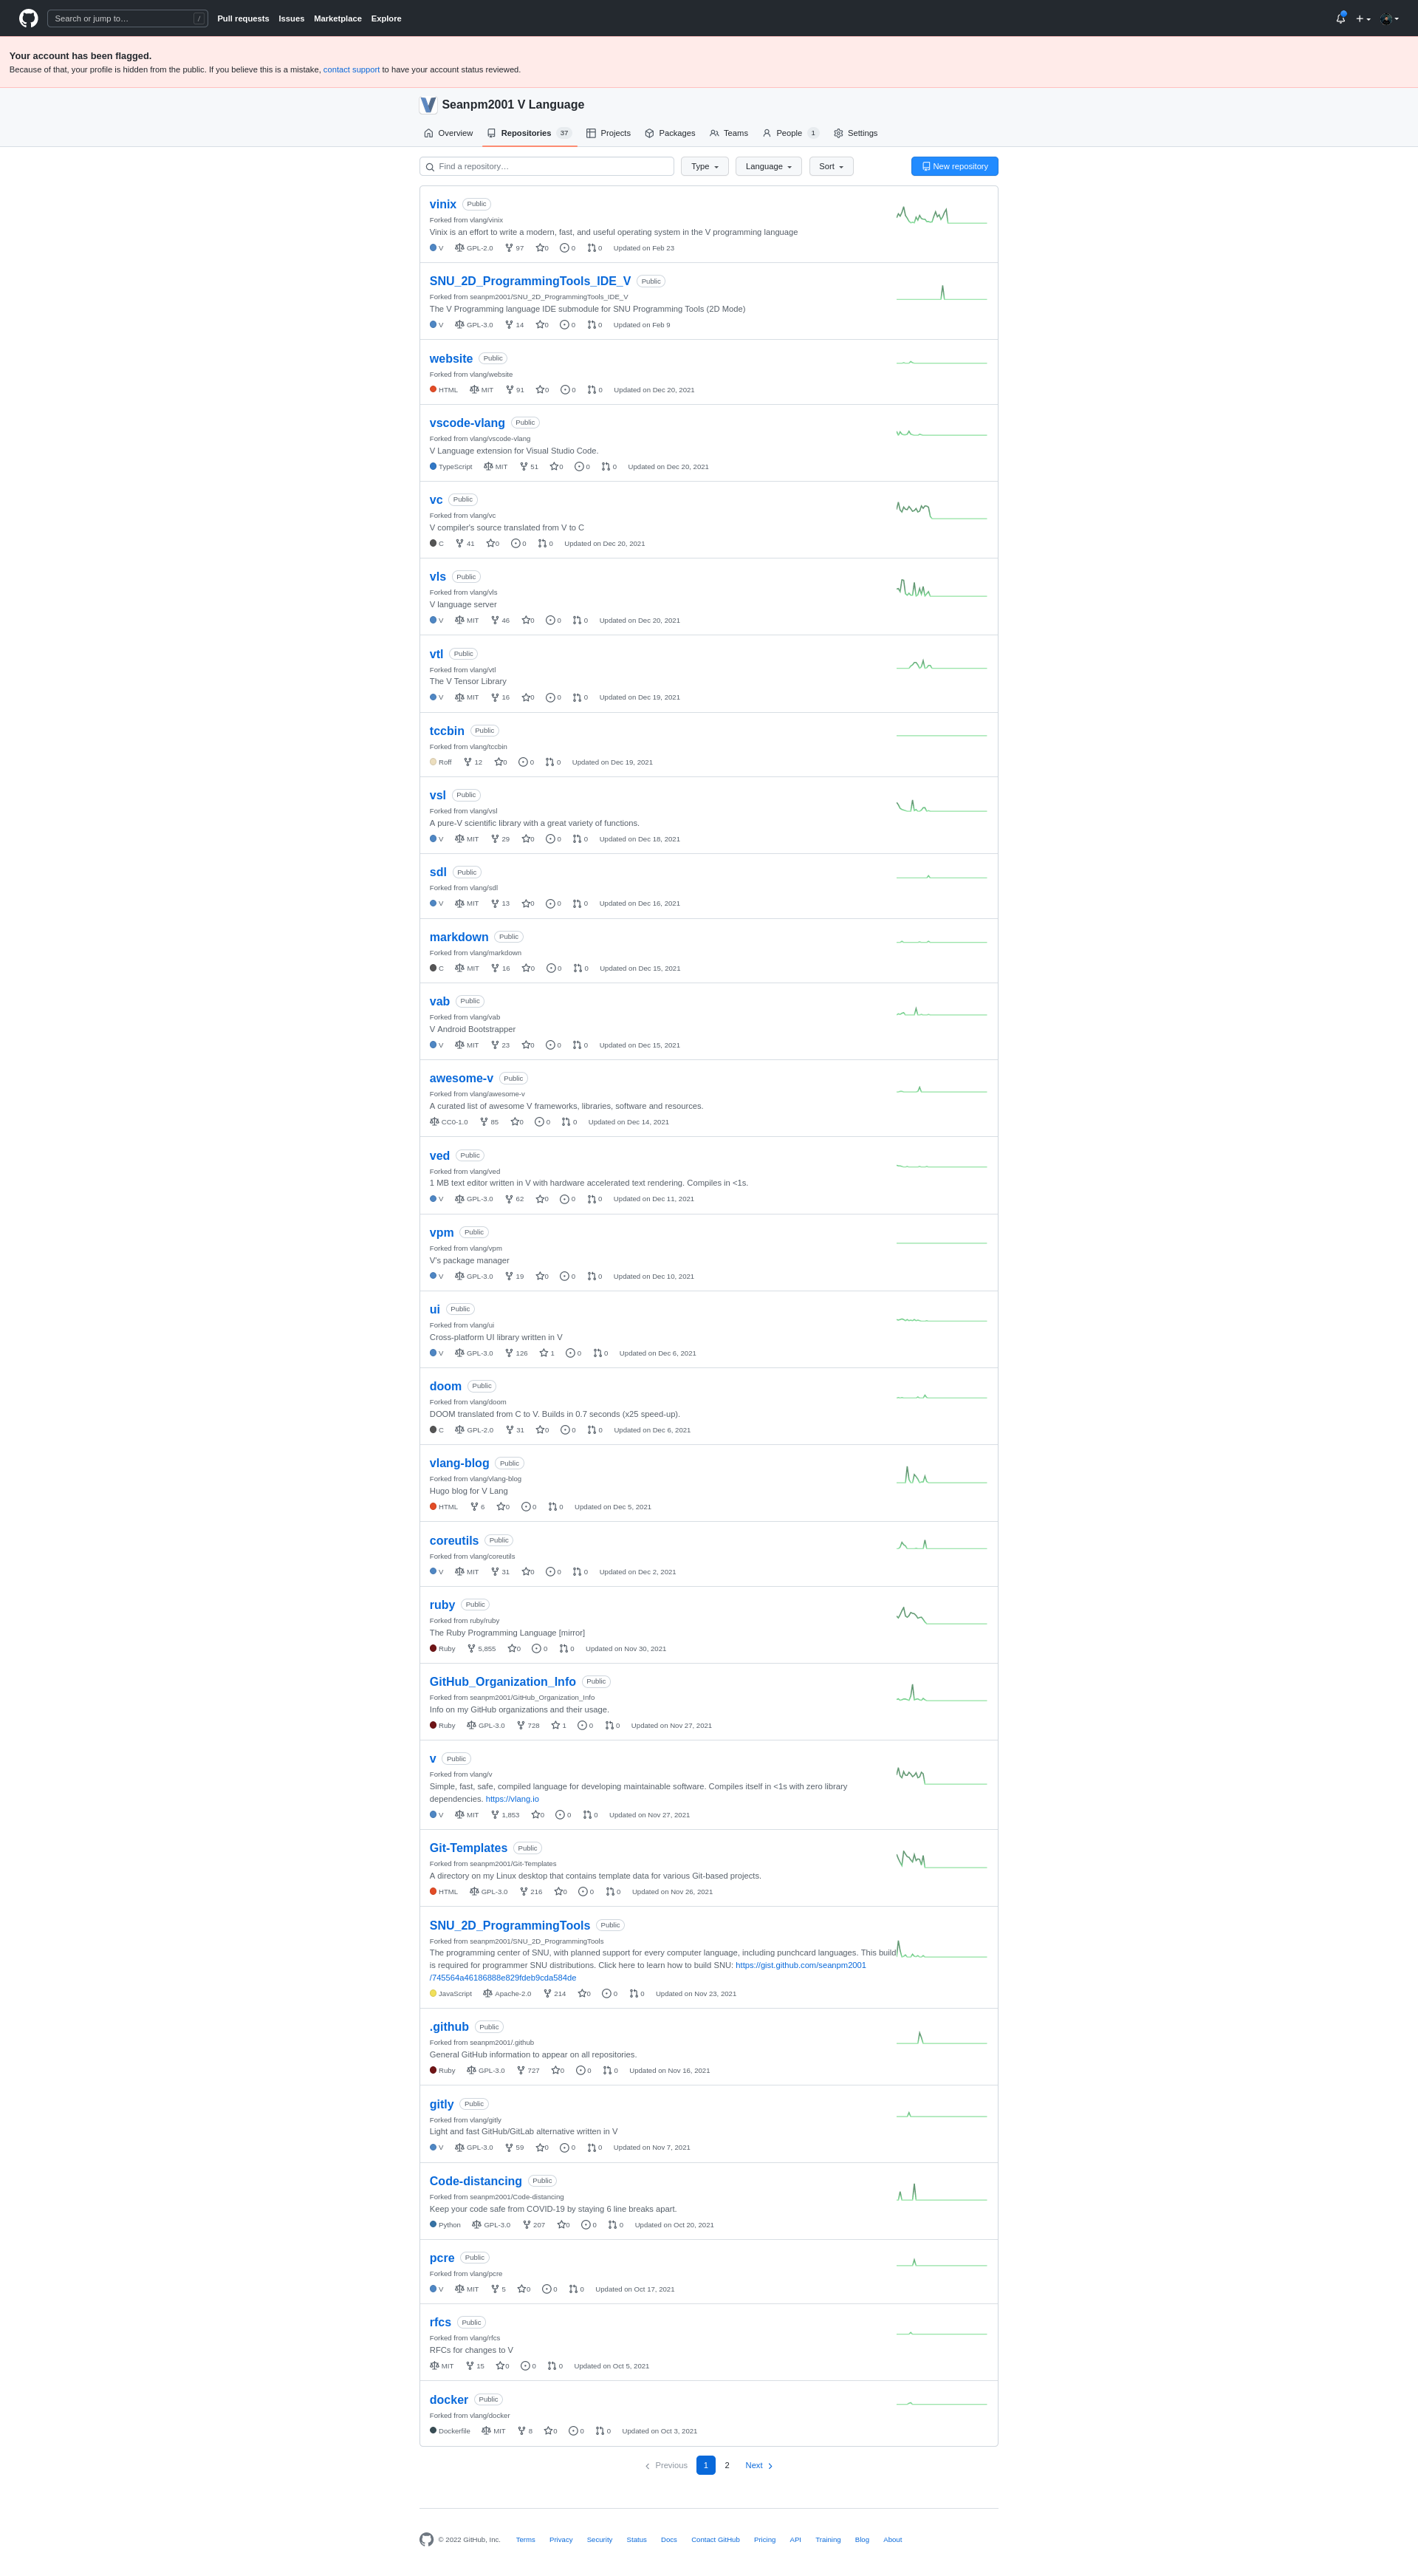 Search or jump to… /
Pull requests Issues Marketplace Explore
Your account has been flagged.
Because of that, your profile is hidden from the public. If you believe this is a mistake, contact support to have your account status reviewed.
Seanpm2001 V Language
Overview Repositories 37 Projects Packages Teams People 1 Settings
Find a repository… Type Language Sort New repository
vinix Public
Forked from vlang/vinix
Vinix is an effort to write a modern, fast, and useful operating system in the V programming language
V GPL-2.0 97 0 0 0 Updated on Feb 23
SNU_2D_ProgrammingTools_IDE_V Public
Forked from seanpm2001/SNU_2D_ProgrammingTools_IDE_V
The V Programming language IDE submodule for SNU Programming Tools (2D Mode)
V GPL-3.0 14 0 0 0 Updated on Feb 9
website Public
Forked from vlang/website
HTML MIT 91 0 0 0 Updated on Dec 20, 2021
vscode-vlang Public
Forked from vlang/vscode-vlang
V Language extension for Visual Studio Code.
TypeScript MIT 51 0 0 0 Updated on Dec 20, 2021
vc Public
Forked from vlang/vc
V compiler's source translated from V to C
C 41 0 0 0 Updated on Dec 20, 2021
vls Public
Forked from vlang/vls
V language server
V MIT 46 0 0 0 Updated on Dec 20, 2021
vtl Public
Forked from vlang/vtl
The V Tensor Library
V MIT 16 0 0 0 Updated on Dec 19, 2021
tccbin Public
Forked from vlang/tccbin
Roff 12 0 0 0 Updated on Dec 19, 2021
vsl Public
Forked from vlang/vsl
A pure-V scientific library with a great variety of functions.
V MIT 29 0 0 0 Updated on Dec 18, 2021
sdl Public
Forked from vlang/sdl
V MIT 13 0 0 0 Updated on Dec 16, 2021
markdown Public
Forked from vlang/markdown
C MIT 16 0 0 0 Updated on Dec 15, 2021
vab Public
Forked from vlang/vab
V Android Bootstrapper
V MIT 23 0 0 0 Updated on Dec 15, 2021
awesome-v Public
Forked from vlang/awesome-v
A curated list of awesome V frameworks, libraries, software and resources.
CC0-1.0 85 0 0 0 Updated on Dec 14, 2021
ved Public
Forked from vlang/ved
1 MB text editor written in V with hardware accelerated text rendering. Compiles in <1s.
V GPL-3.0 62 0 0 0 Updated on Dec 11, 2021
vpm Public
Forked from vlang/vpm
V's package manager
V GPL-3.0 19 0 0 0 Updated on Dec 10, 2021
ui Public
Forked from vlang/ui
Cross-platform UI library written in V
V GPL-3.0 126 1 0 0 Updated on Dec 6, 2021
doom Public
Forked from vlang/doom
DOOM translated from C to V. Builds in 0.7 seconds (x25 speed-up).
C GPL-2.0 31 0 0 0 Updated on Dec 6, 2021
vlang-blog Public
Forked from vlang/vlang-blog
Hugo blog for V Lang
HTML 6 0 0 0 Updated on Dec 5, 2021
coreutils Public
Forked from vlang/coreutils
V MIT 31 0 0 0 Updated on Dec 2, 2021
ruby Public
Forked from ruby/ruby
The Ruby Programming Language [mirror]
Ruby 5,855 0 0 0 Updated on Nov 30, 2021
GitHub_Organization_Info Public
Forked from seanpm2001/GitHub_Organization_Info
Info on my GitHub organizations and their usage.
Ruby GPL-3.0 728 1 0 0 Updated on Nov 27, 2021
v Public
Forked from vlang/v
Simple, fast, safe, compiled language for developing maintainable software. Compiles itself in <1s with zero library
dependencies. https://vlang.io
V MIT 1,853 0 0 0 Updated on Nov 27, 2021
Git-Templates Public
Forked from seanpm2001/Git-Templates
A directory on my Linux desktop that contains template data for various Git-based projects.
HTML GPL-3.0 216 0 0 0 Updated on Nov 26, 2021
SNU_2D_ProgrammingTools Public
Forked from seanpm2001/SNU_2D_ProgrammingTools
The programming center of SNU, with planned support for every computer language, including punchcard languages. This build
is required for programmer SNU distributions. Click here to learn how to build SNU: https://gist.github.com/seanpm2001
/745564a46186888e829fdeb9cda584de
JavaScript Apache-2.0 214 0 0 0 Updated on Nov 23, 2021
.github Public
Forked from seanpm2001/.github
General GitHub information to appear on all repositories.
Ruby GPL-3.0 727 0 0 0 Updated on Nov 16, 2021
gitly Public
Forked from vlang/gitly
Light and fast GitHub/GitLab alternative written in V
V GPL-3.0 59 0 0 0 Updated on Nov 7, 2021
Code-distancing Public
Forked from seanpm2001/Code-distancing
Keep your code safe from COVID-19 by staying 6 line breaks apart.
Python GPL-3.0 207 0 0 0 Updated on Oct 20, 2021
pcre Public
Forked from vlang/pcre
V MIT 5 0 0 0 Updated on Oct 17, 2021
rfcs Public
Forked from vlang/rfcs
RFCs for changes to V
MIT 15 0 0 0 Updated on Oct 5, 2021
docker Public
Forked from vlang/docker
Dockerfile MIT 8 0 0 0 Updated on Oct 3, 2021
Previous 1 2 Next
© 2022 GitHub, Inc. Terms Privacy Security Status Docs Contact GitHub Pricing API Training Blog About